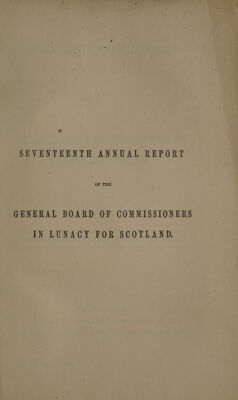 SEVENTEENTH ANNUAL REPORT
OF THE
GENERAL BOARD OF COMMISSIONERS
IN LUNACY FOR SCOTLAND.